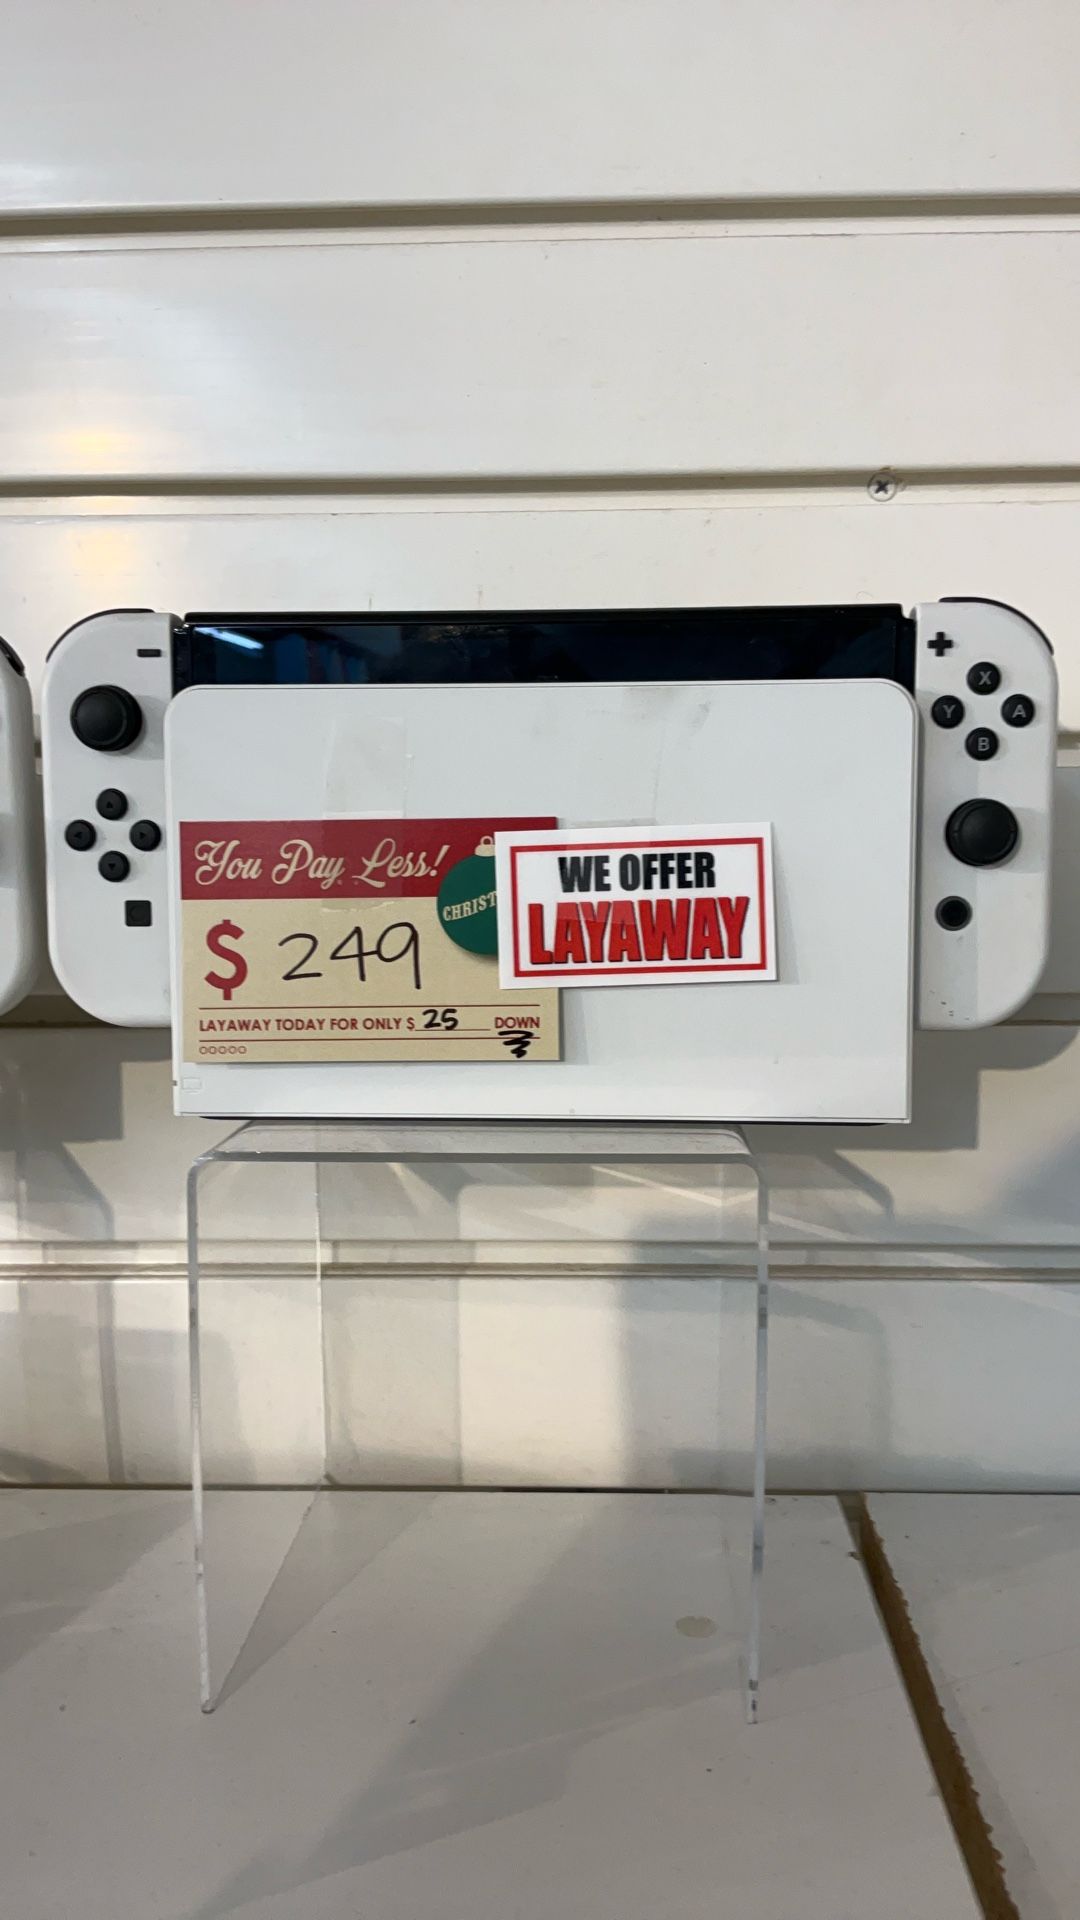 X
Y A
B
You Pay Less!
CHRIST
$ 249
LAYAWAY TODAY FOR ONLY $ 25 DOWN
WE OFFER
LAYAWAY